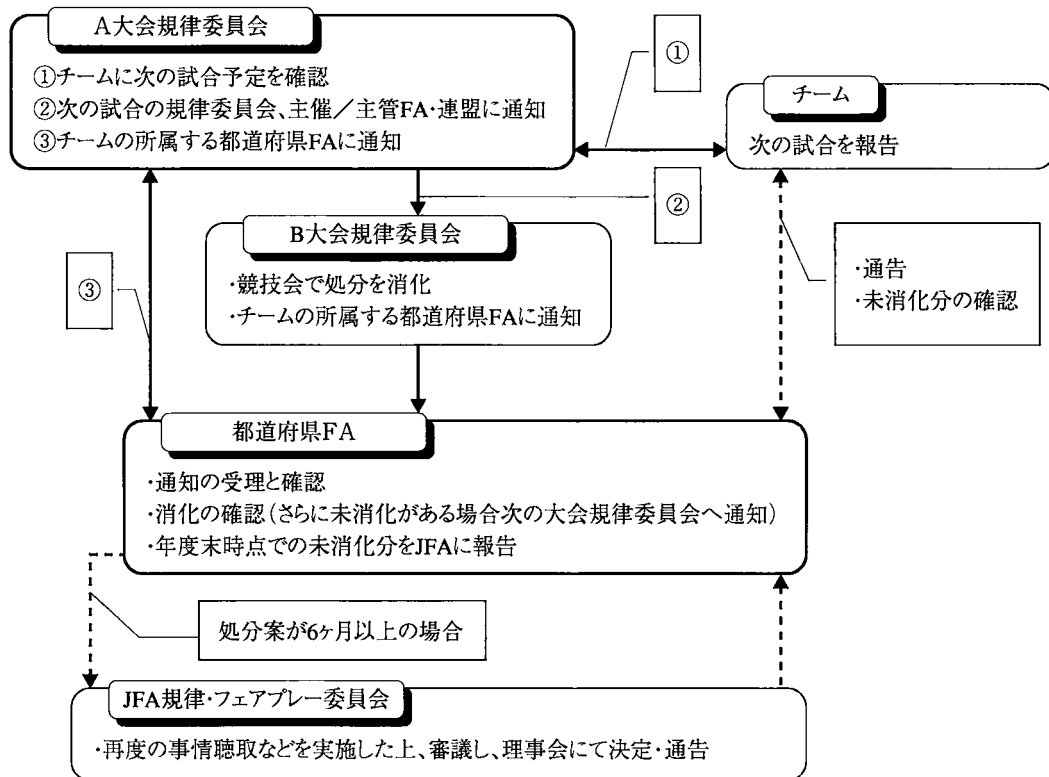 A大会規律委員会
①チームに次の試合予定を確認
②次の試合の規律委員会、主催／主管FA・連盟に通知
③チームの所属する都道府県FAに通知
①
チーム
次の試合を報告
②
B大会規律委員会
・競技会で処分を消化
・チームの所属する都道府県FAに通知
③
・通告
・未消化分の確認
都道府県FA
・通知の受理と確認
・消化の確認（さらに未消化がある場合次の大会規律委員会へ通知）
・年度末時点での未消化分をJFAに報告
処分案が6ヶ月以上の場合
JFA規律・フェアプレー委員会
・再度の事情聴取などを実施した上、審議し、理事会にて決定・通告